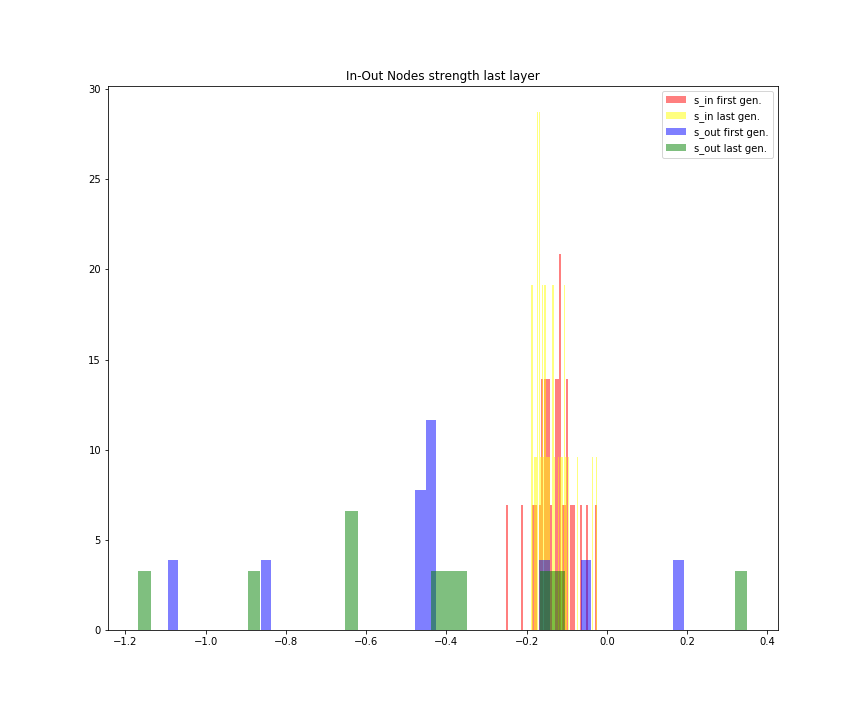 In-Out Nodes strength last layer
s_in first gen.
s_in last gen.
s_out first gen.
s_out last gen.
30
25
20
15
10
5
0
−1.2 −1.0 −0.8 −0.6 −0.4 −0.2 0.0 0.2 0.4